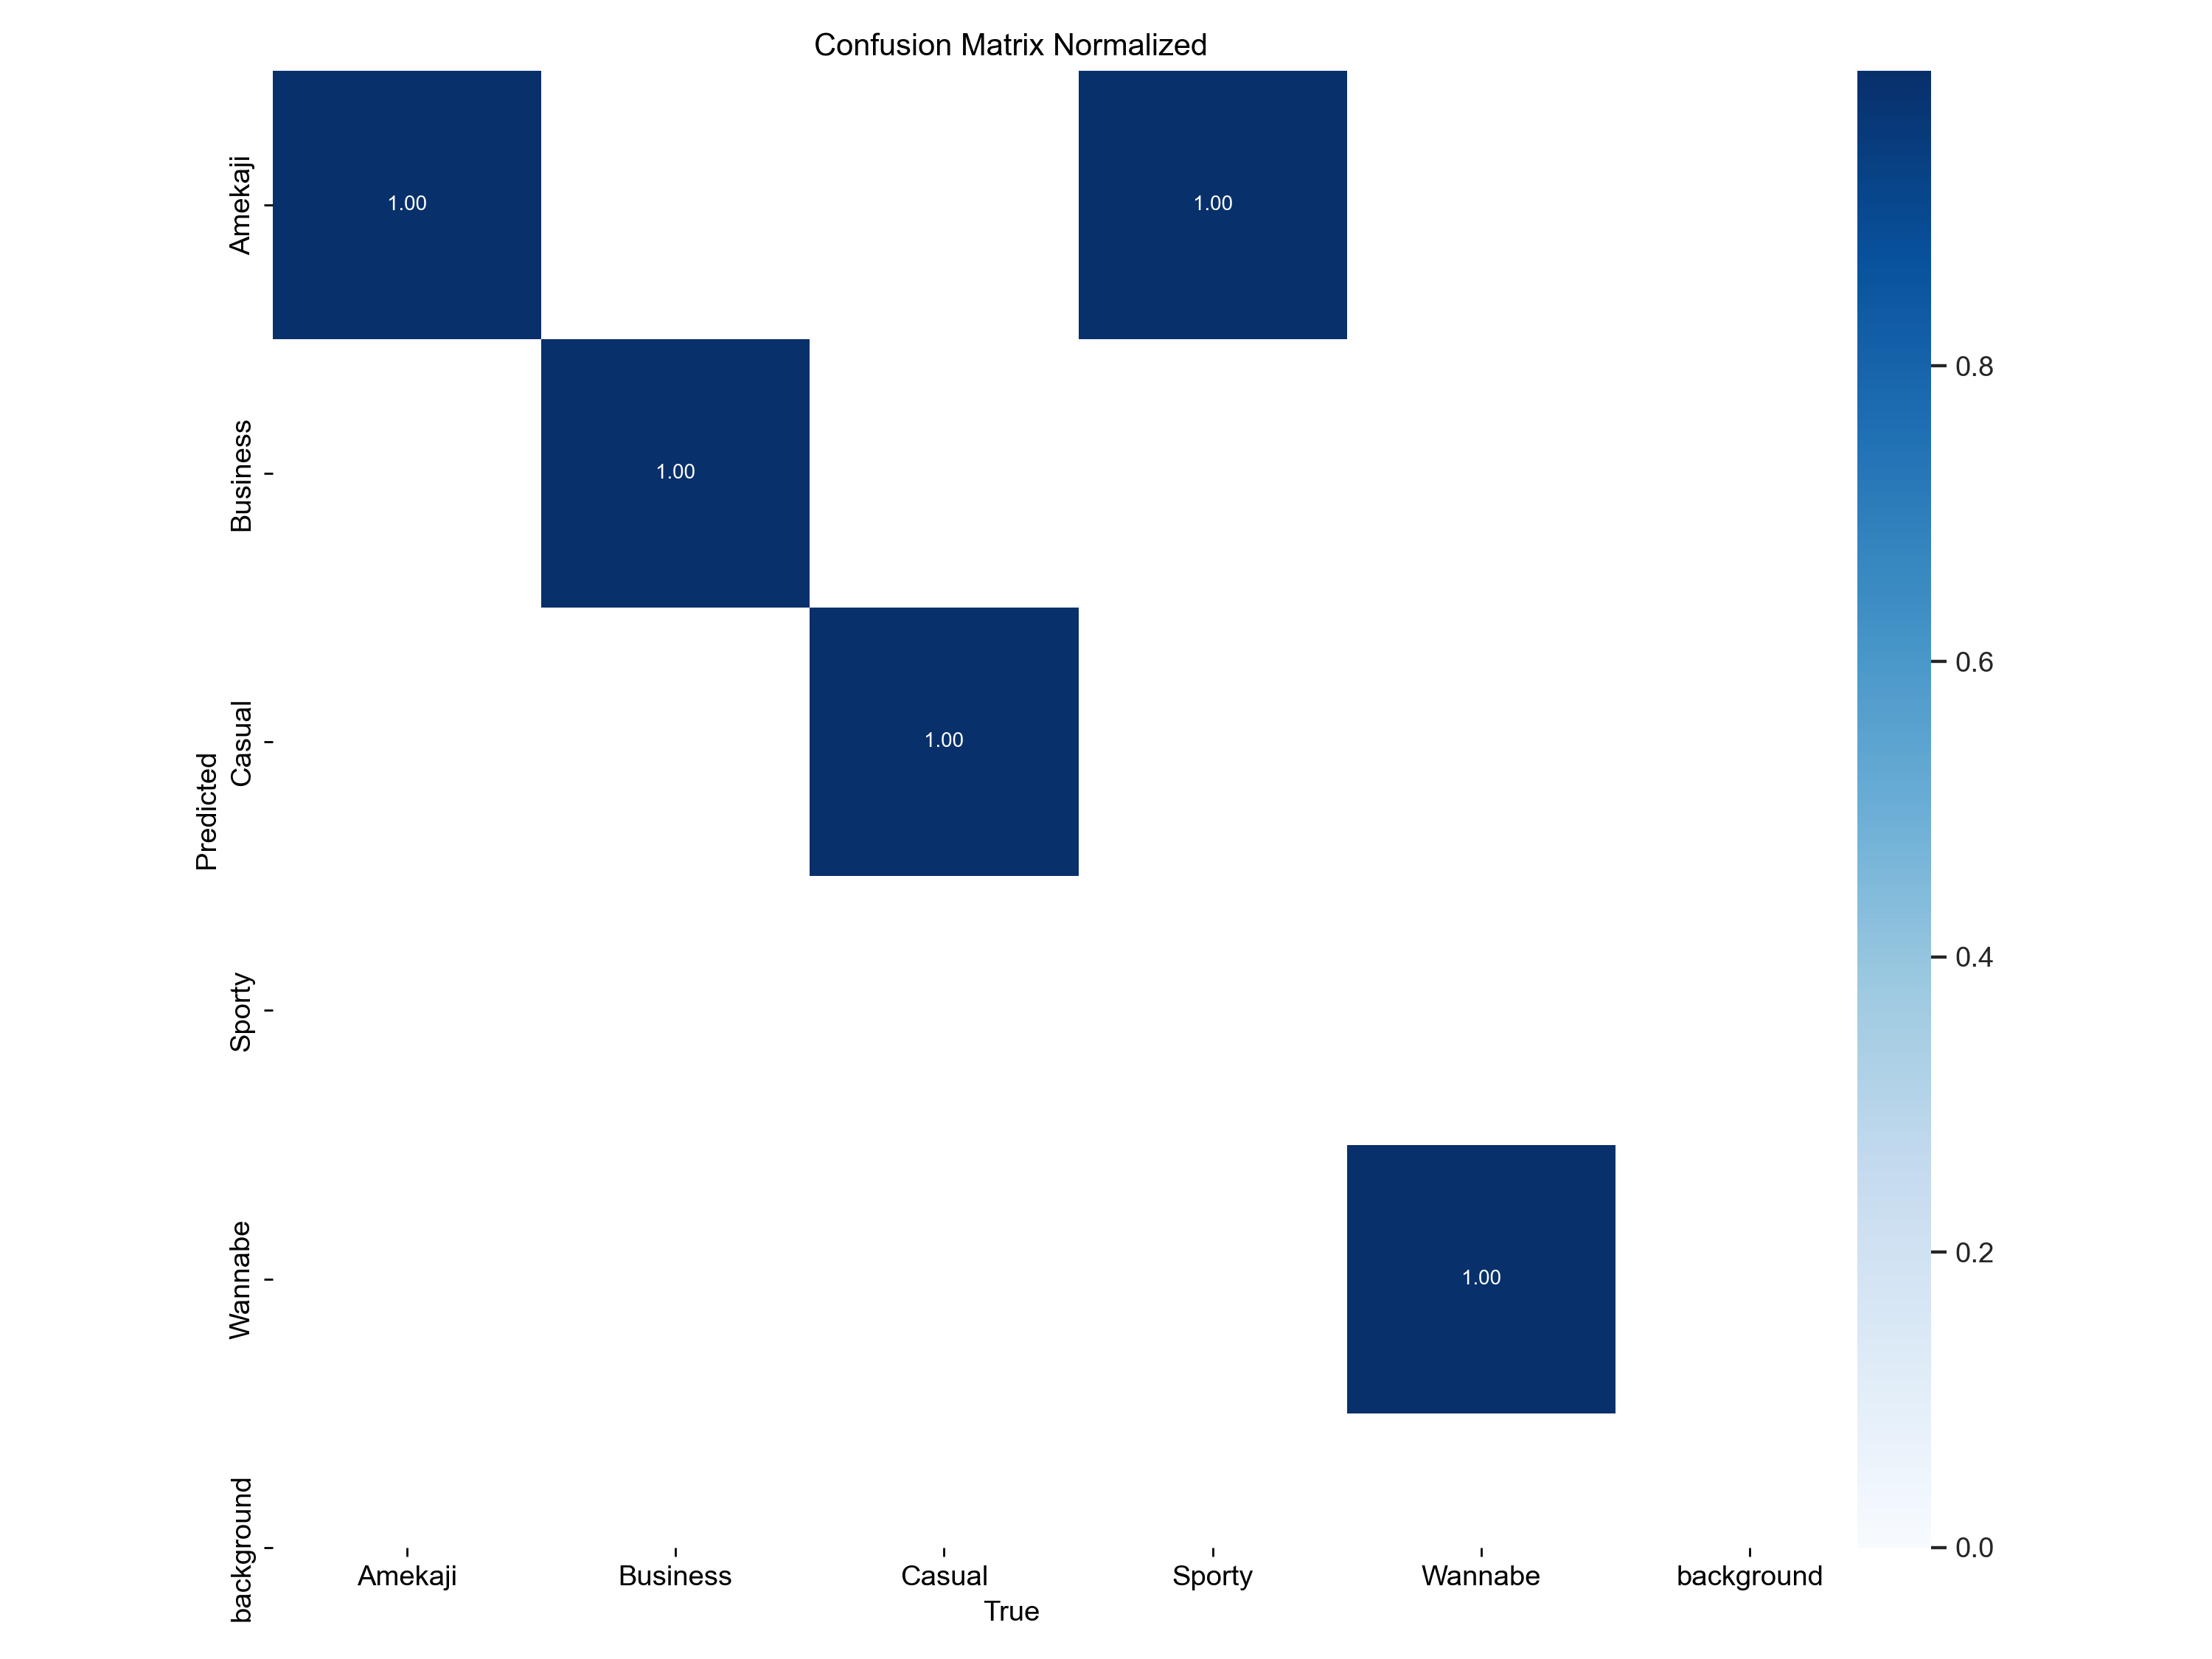 Confusion Matrix Normalized
Amekaji
1.00
1.00
Business
1.00
Casual
1.00
Sporty
Wannabe
1.00
background
Predicted
Amekaji
Business
Casual
Sporty
Wannabe
background
True
0.8
0.6
0.4
0.2
0.0